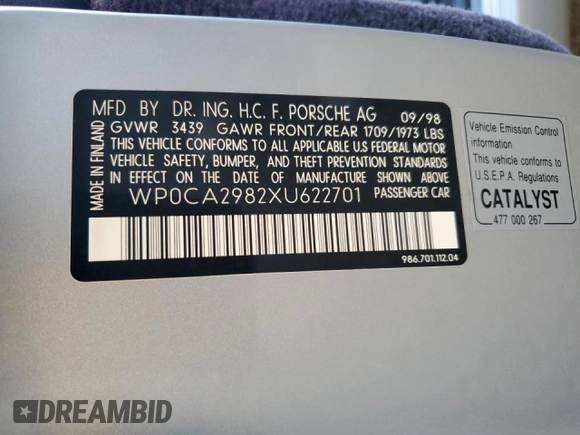 MADE IN FINLAND
MFD BY DR. ING. H.C. F. PORSCHE AG 09/98
GVWR 3439 GAWR FRONT/REAR 1709/1973 LBS
THIS VEHICLE CONFORMS TO
ALL APPLICABLE U.S.FEDERAL MOTOR
VEHICLE SAFETY, BUMPER, AND THEFT PREVENTION STANDARDS
IN EFFECT ON THE DATE OF MANUFACTURE SHOWN ABOVE
WP0CA2982XU622701 PASSENGER CAR
986.701.112.04
Vehicle Emission Control
information
This vehicle conforms to
U.S.E.P.A. Regulations
CATALYST
477 000 267
DREAMBID